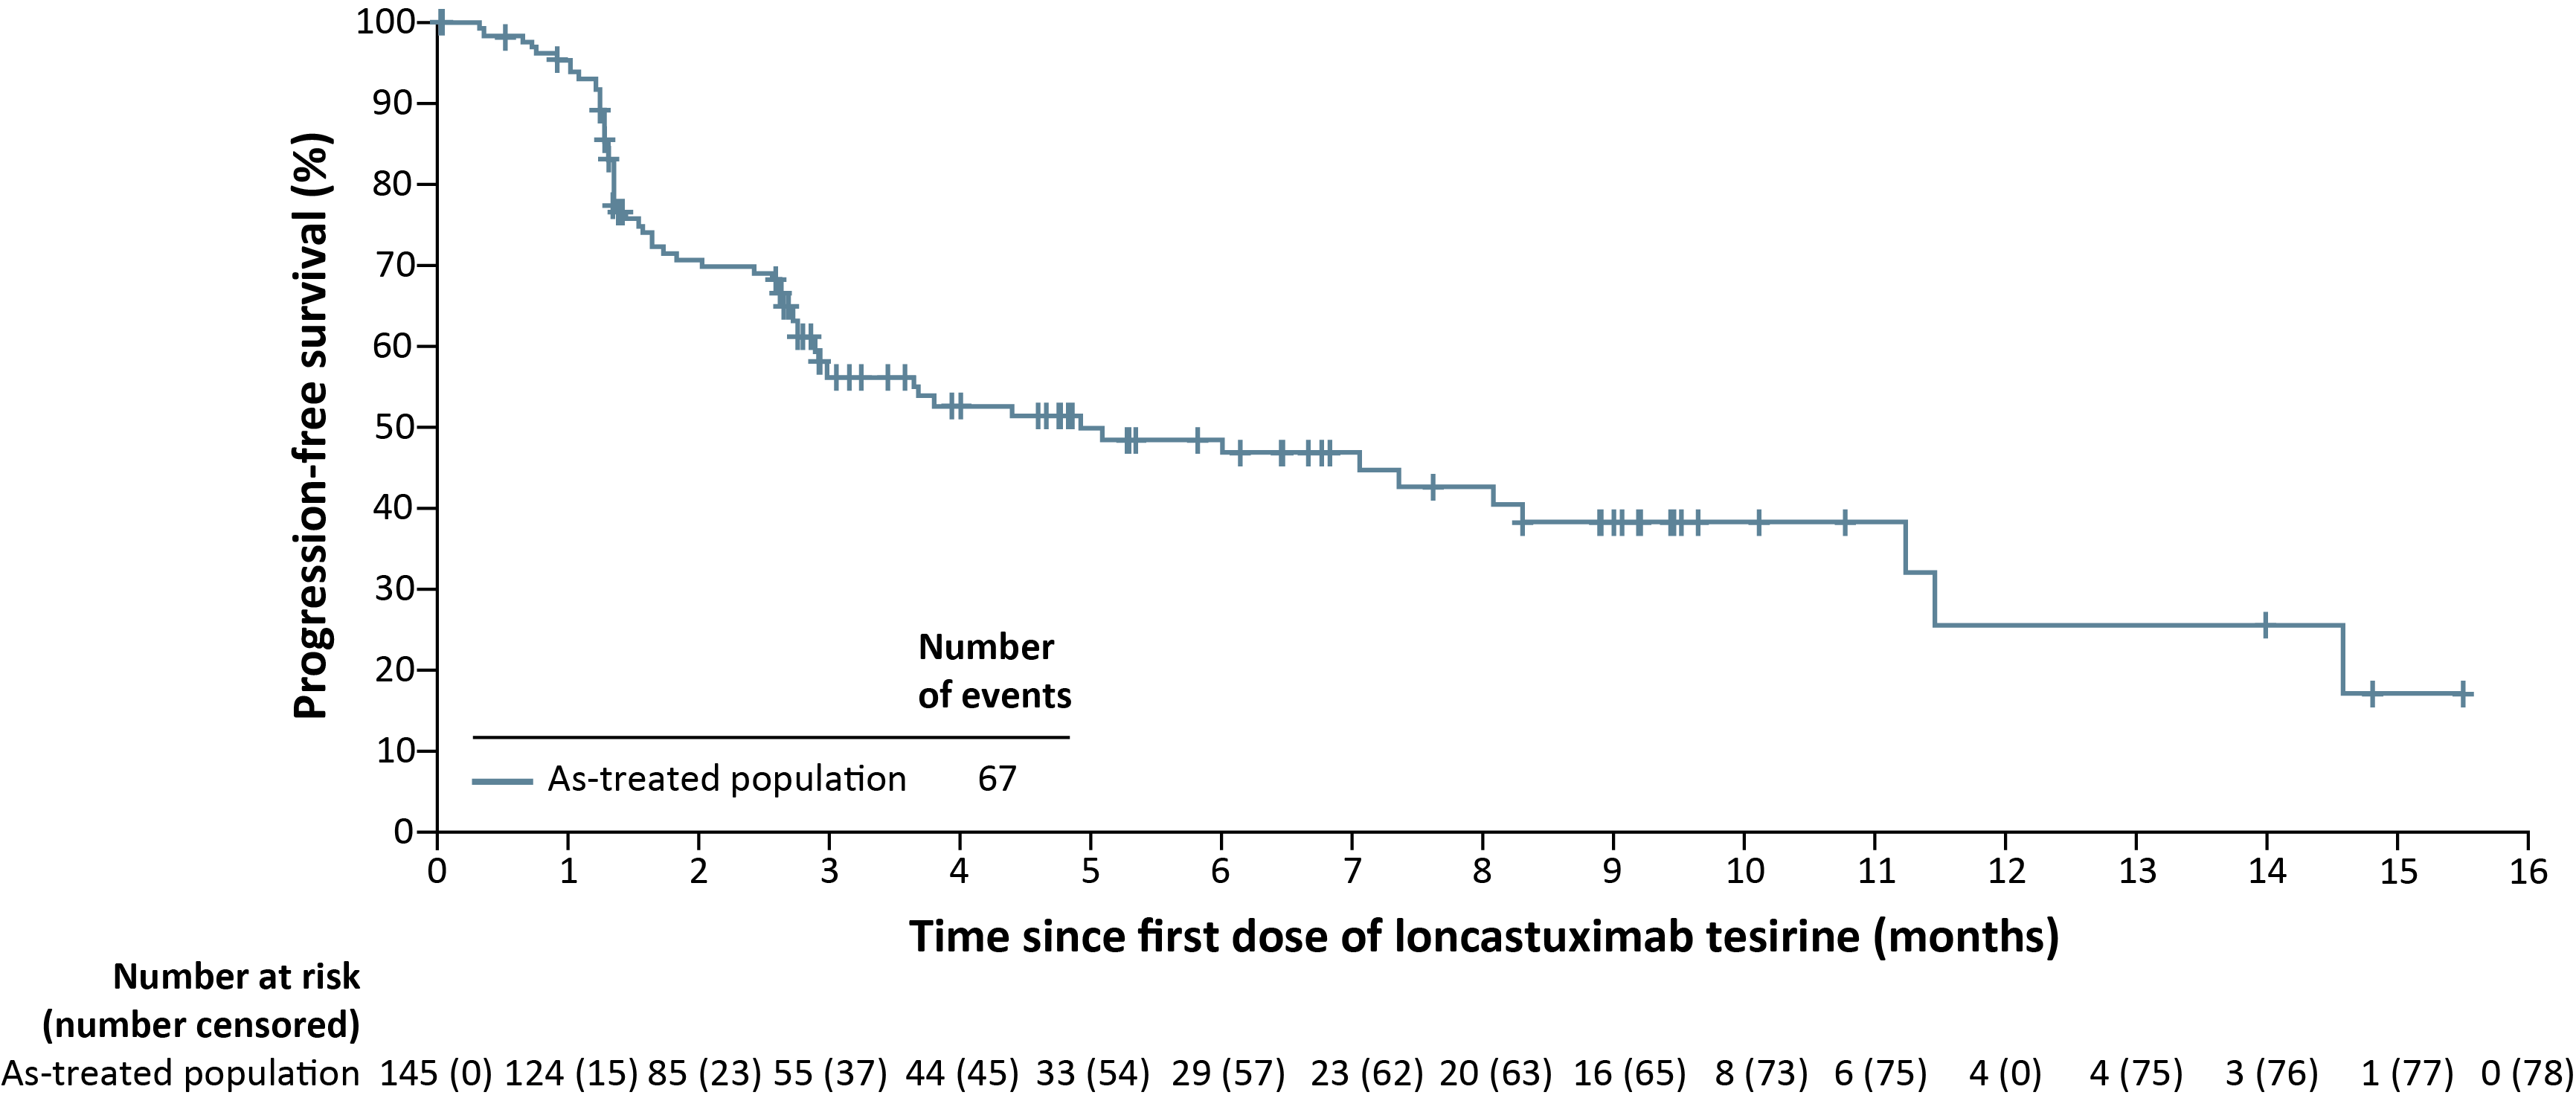 Progression-free survival (%)
100
90
80
70
60
50
40
30
20
10
0
Number
of events
As-treated population 67
0 1 2 3 4 5 6 7 8 9 10 11 12 13 14 15 16
Time since first dose of loncastuximab tesirine (months)
Number at risk
(number censored)
As-treated population 145 (0) 124 (15) 85 (23) 55 (37) 44 (45) 33 (54) 29 (57) 23 (62) 20 (63) 16 (65) 8 (73) 6 (75) 4 (0) 4 (75) 3 (76) 1 (77) 0 (78)